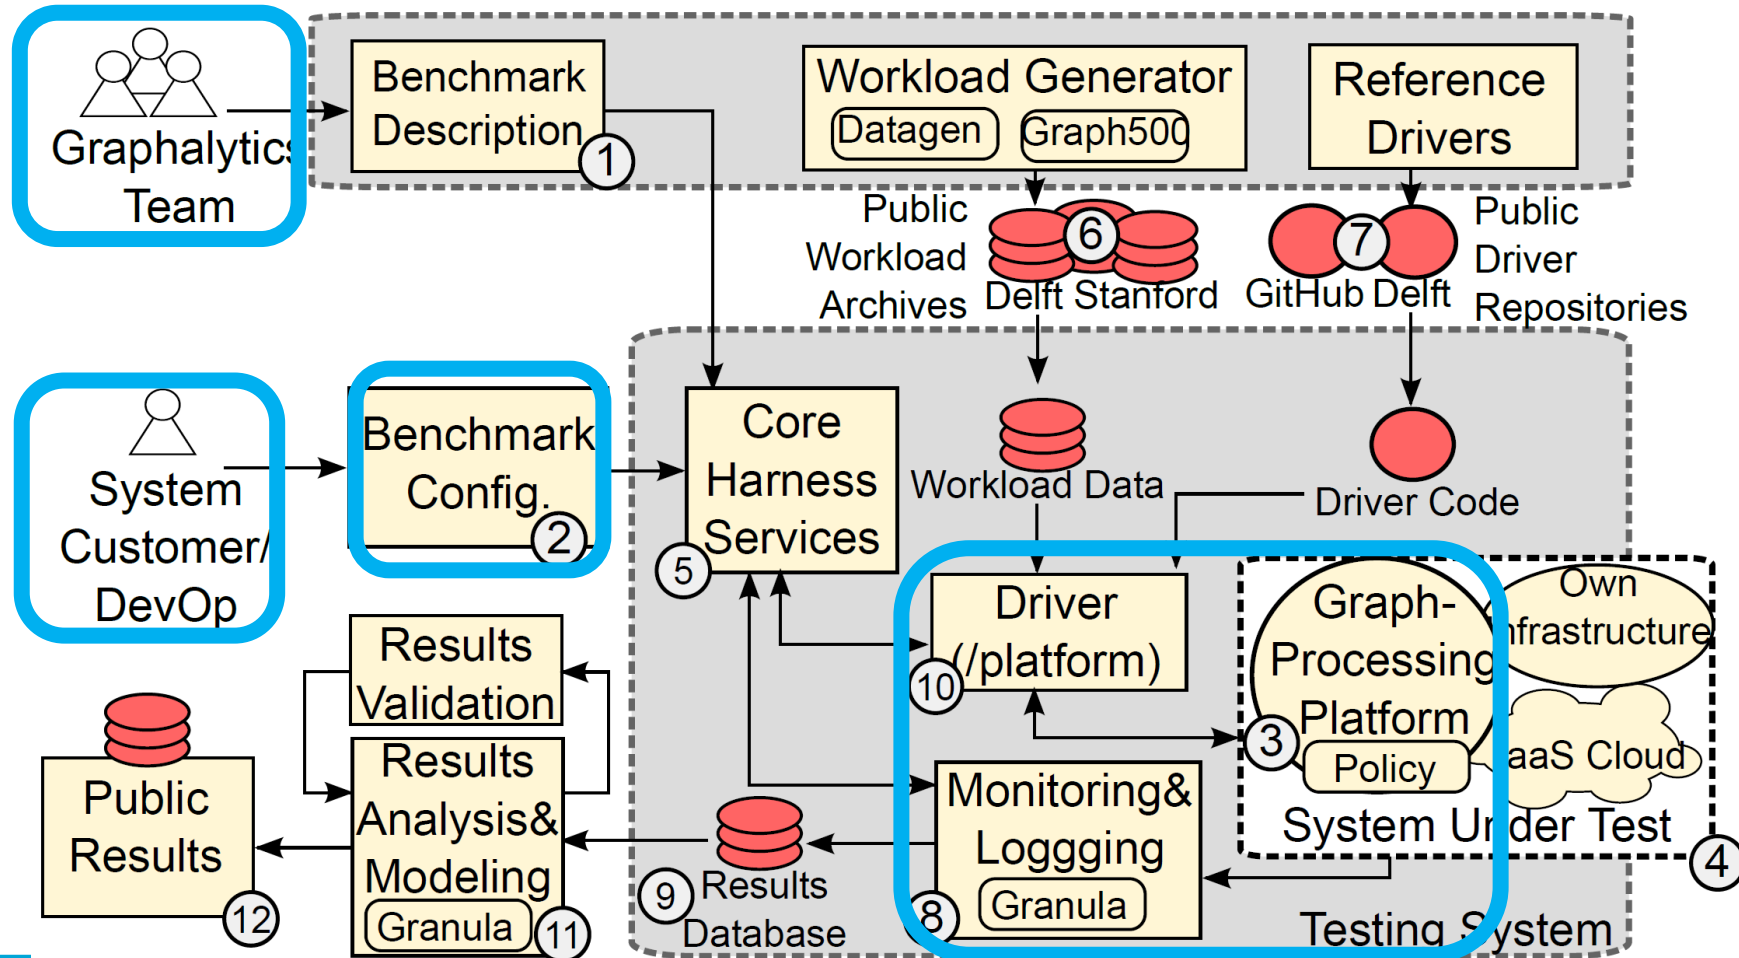 Graphalytics
Team
Benchmark
Description
1
Workload Generator
Datagen
Graph500
Reference
Drivers
Public
Workload
Archives
6
Delft Stanford
7
GitHub Delft
Public
Driver
Repositories
System
Customer/
DevOp
Benchmark
Config.
2
Core
Harness
Services
5
Workload Data
Driver Code
Driver
(/platform)
10
Graph-
Processing
Platform
3
Policy
Own
nfrastructure
aaS Cloud
System Under Test
4
Results
Validation
Results
Analysis&
Modeling
Granula
11
Public
Results
12
9
Results
Database
Monitoring&
Loggging
Granula
8
Testing System